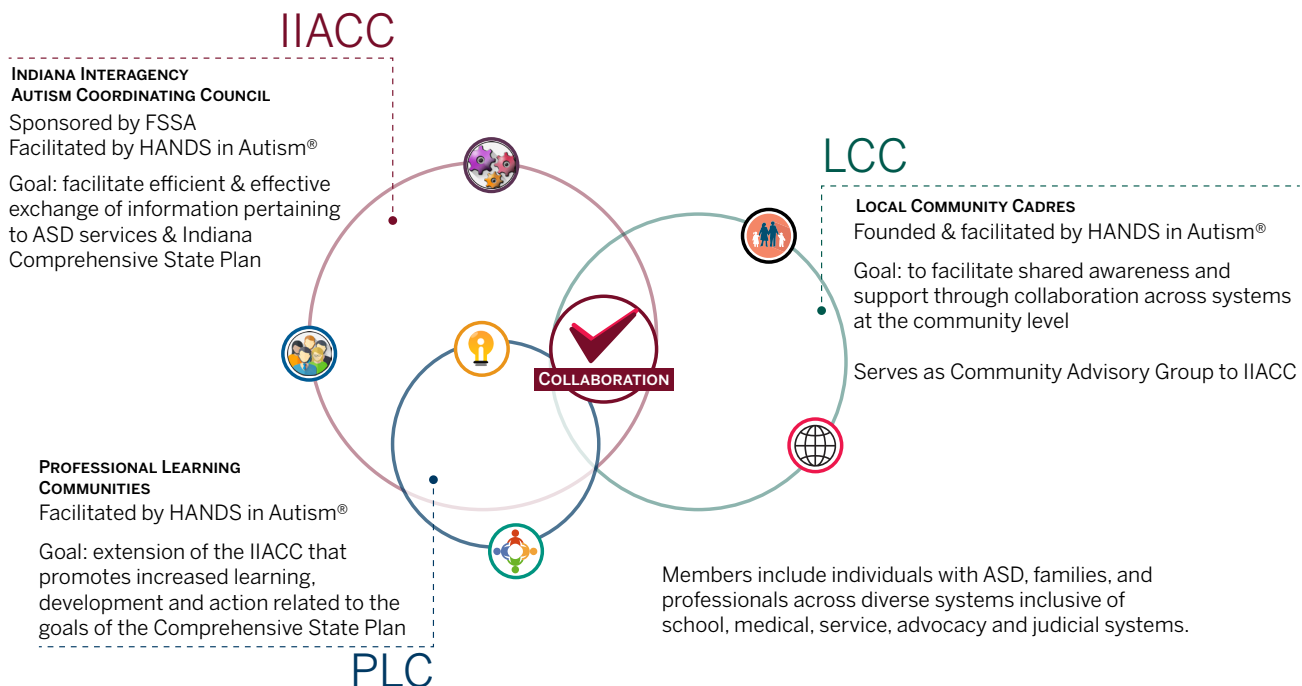 IIACC
INDIANA INTERAGENCY
AUTISM COORDINATING COUNCIL
Sponsored by FSSA
Facilitated by HANDS in Autism®
Goal: facilitate efficient & effective
exchange of information pertaining
to ASD services & Indiana
Comprehensive State Plan
LCC
LOCAL COMMUNITY CADRES
Founded & facilitated by HANDS in Autism®
Goal: to facilitate shared awareness and
support through collaboration across systems
at the community level
Serves as Community Advisory Group to IIACC
COLLABORATION
PROFESSIONAL LEARNING
COMMUNITIES
Facilitated by HANDS in Autism®
Goal: extension of the IIACC that
promotes increased learning,
development and action related to the
goals of the Comprehensive State Plan
PLC
Members include individuals with ASD, families, and
professionals across diverse systems inclusive of
school, medical, service, advocacy and judicial systems.